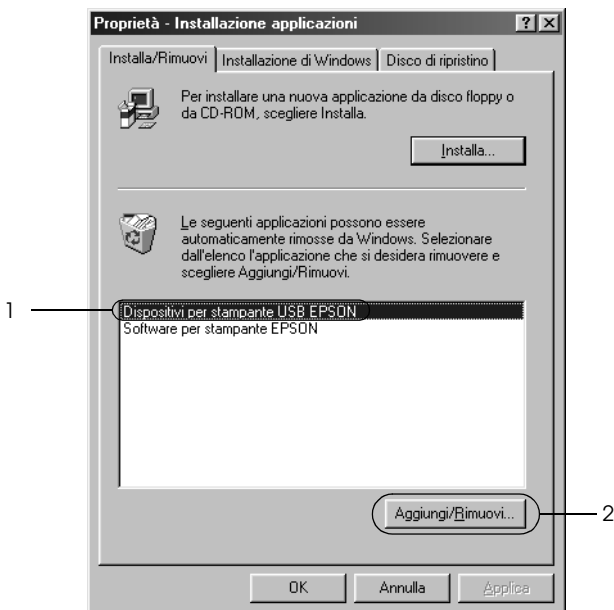 Proprietà - Installazione applicazioni
Installa/Rimuovi Installazione di Windows Disco di ripristino
Per installare una nuova applicazione da disco floppy o
da CD-ROM, scegliere Installa.
Installa...
Le seguenti applicazioni possono essere
automaticamente rimosse da Windows. Selezionare
dall'elenco l'applicazione che si desidera rimuovere e
scegliere Aggiungi/Rimuovi.
1
Dispositivi per stampante USB EPSON
Software per stampante EPSON
Aggiungi/Rimuovi...
2
OK Annulla Applica